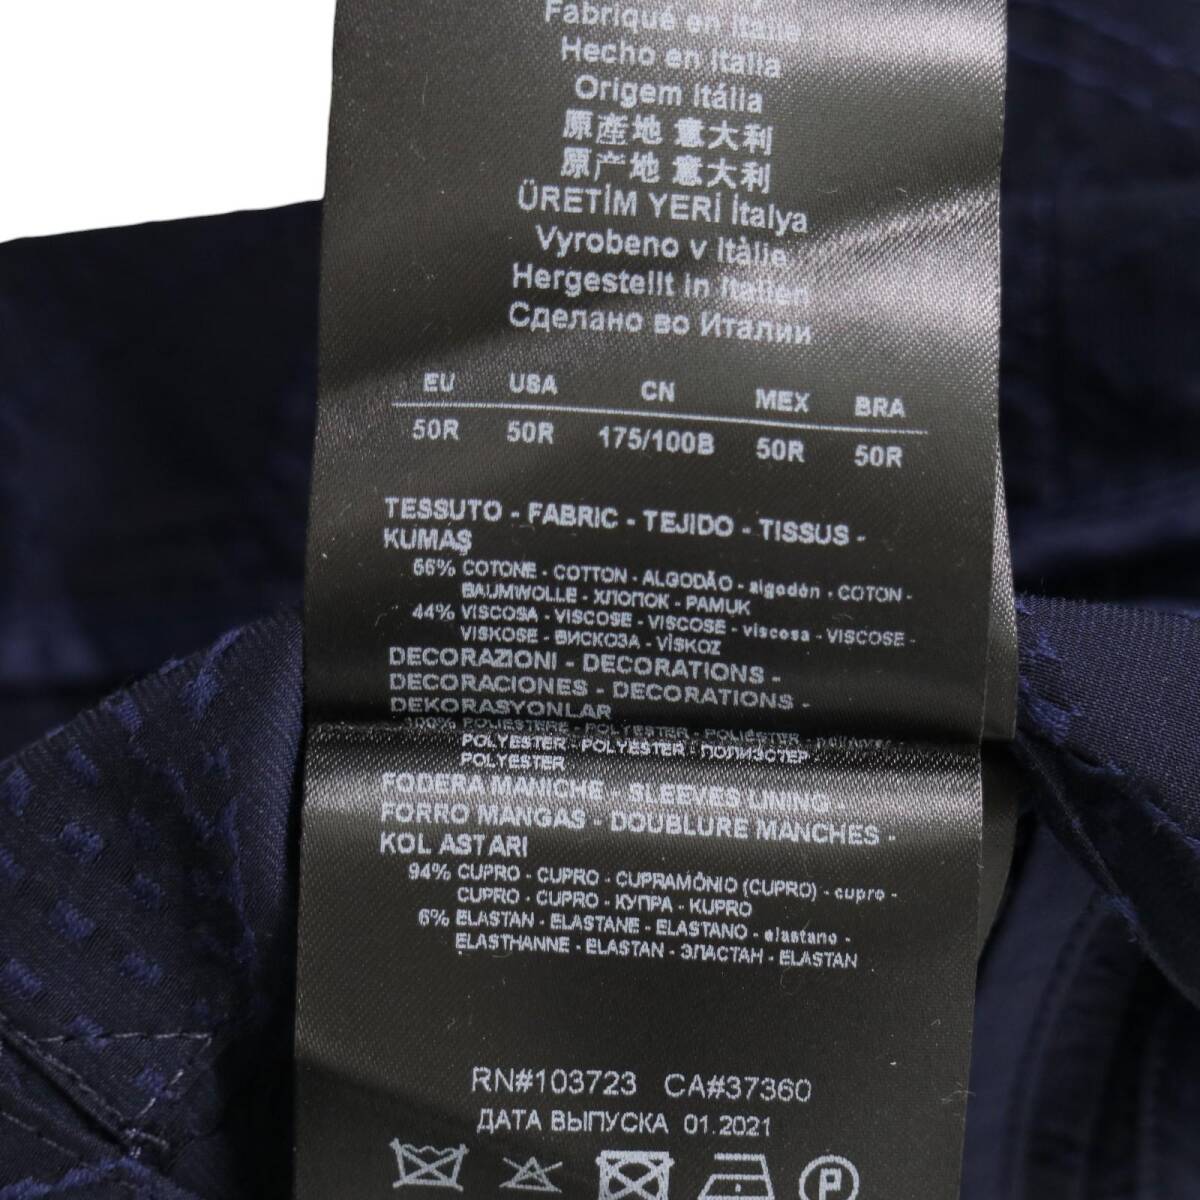 Fabriqué en Italie
Hecho en Italia
Origem Itália
原產地 意大利
原产地 意大利
ÜRETİM YERİ İtalya
Vyrobeno v Itàlie
Hergestellt in Italien
Сделано во Италии
EU USA CN MEX BRA
50R 50R 175/100B 50R 50R
TESSUTO - FABRIC - TEJIDO - TISSUS -
KUMAŞ
56% COTONE - COTTON - ALGODÃO - algodón - COTON -
BAUMWOLLE - ХЛОПОК - PAMUK
44% VISCOSA - VISCOSE - VISCOSE - viscosa - VISCOSE -
VISKOSE - ВИСКОЗА - VİSKOZ
DECORAZIONI - DECORATIONS -
DECORACIONES - DECORATIONS -
DEKORASYONLAR
100% POLIESTERE - POLYESTER - POLIÉSTER -
POLYESTER - POLYESTER - ПОЛИЭСТЕР -
POLYESTER
FODERA MANICHE - SLEEVES LINING -
FORRO MANGAS - DOUBLURE MANCHES -
KOL ASTARI
94% CUPRO - CUPRO - CUPRAMÔNIO (CUPRO) - cupro -
CUPRO - CUPRO - КУПРА - KUPRO
6% ELASTAN - ELASTANE - ELASTANO - elastano -
ELASTHANNE - ELASTAN - ЭЛАСТАН - ELASTAN
RN#103723 CA#37360
ДАТА ВЫПУСКА 01.2021
P